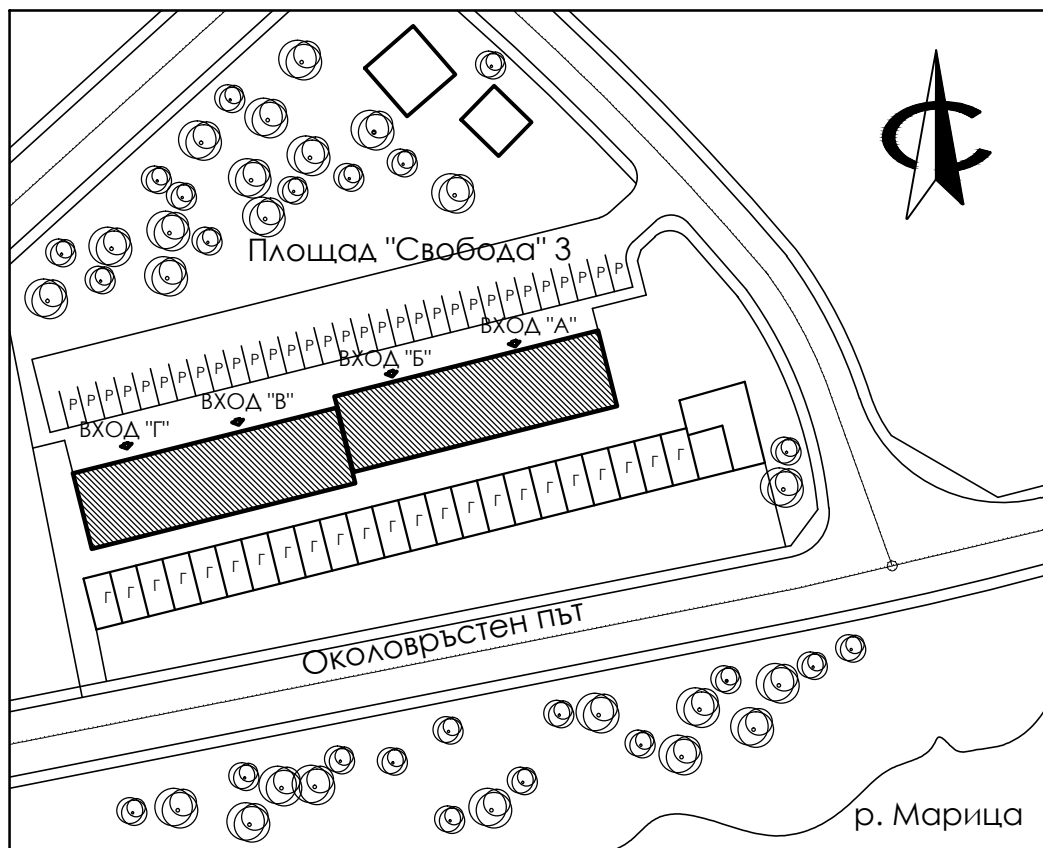 С
Площад "Свобода" 3
Р Р Р Р Р Р Р Р Р Р Р Р Р Р Р Р Р Р Р Р Р Р Р Р Р Р Р Р Р Р Р Р
ВХОД "А"
ВХОД "Б"
ВХОД "В"
ВХОД "Г"
Г Г Г Г Г Г Г Г Г Г Г Г Г Г Г Г Г Г Г Г Г Г Г
Околовръстен път
р. Марица